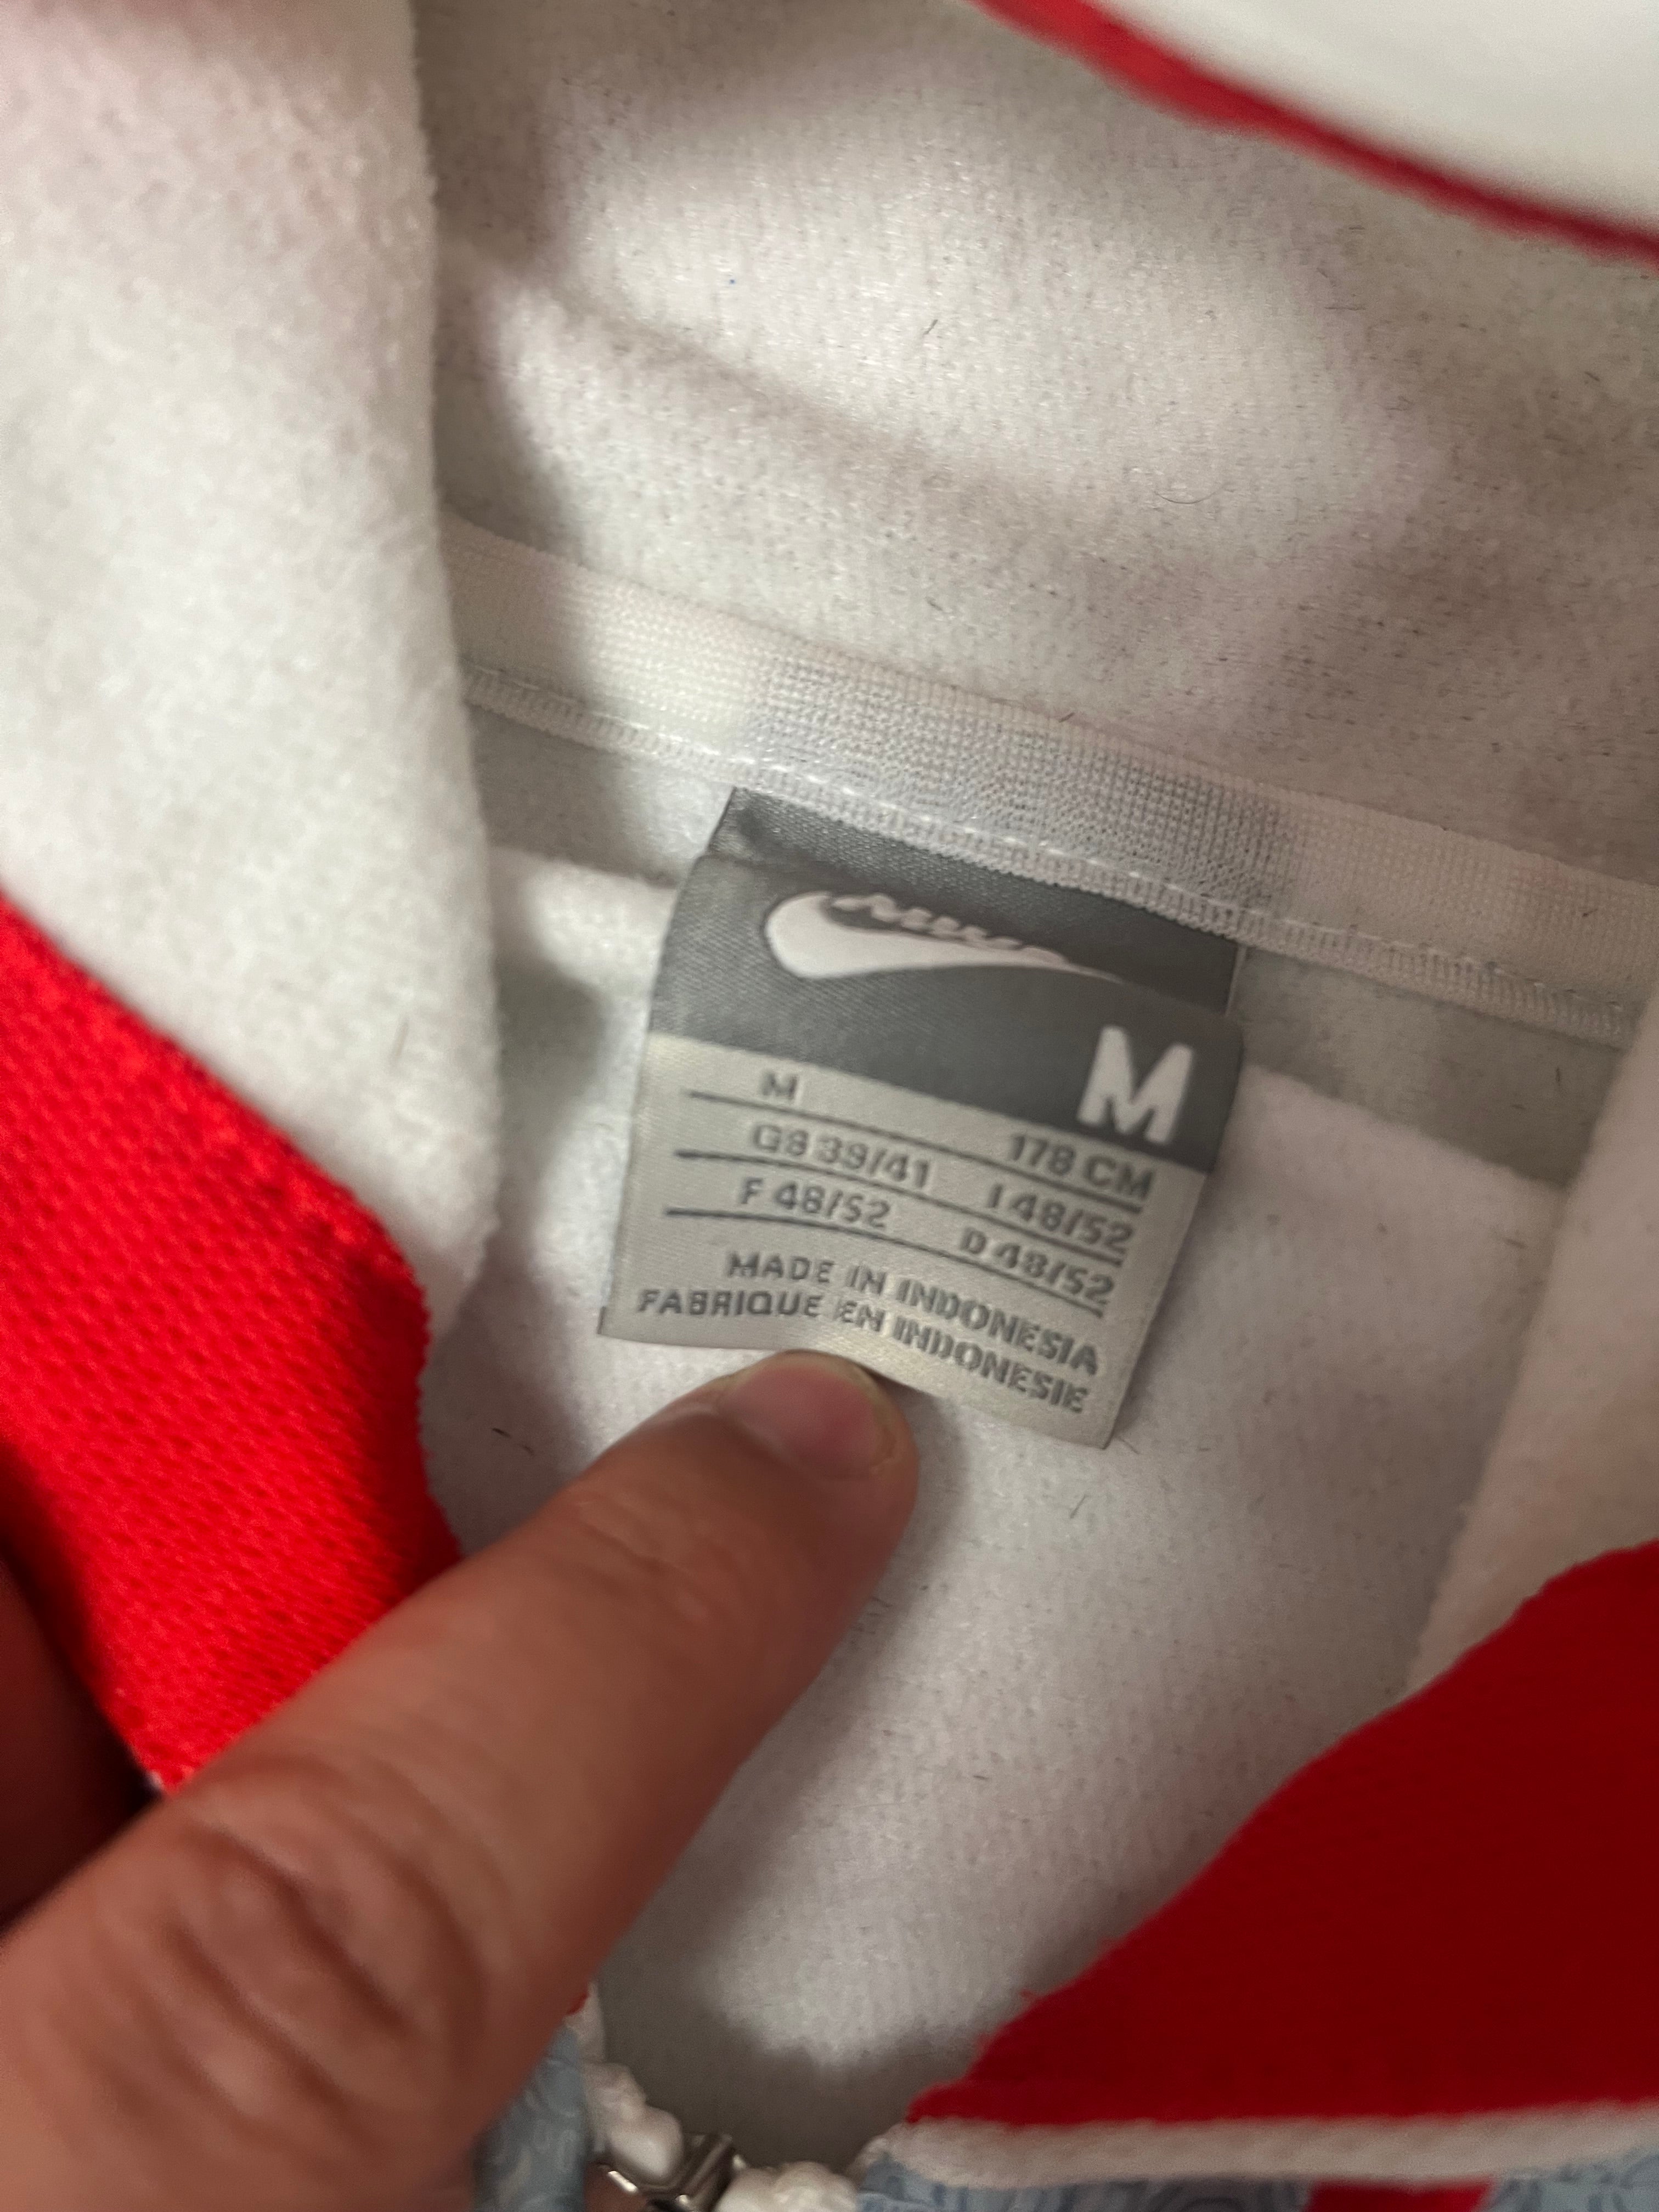 M
M 178 CM
GB 39/41 I 48/52
F 48/52 D 48/52
MADE IN INDONESIA
FABRIQUE EN INDONESIE